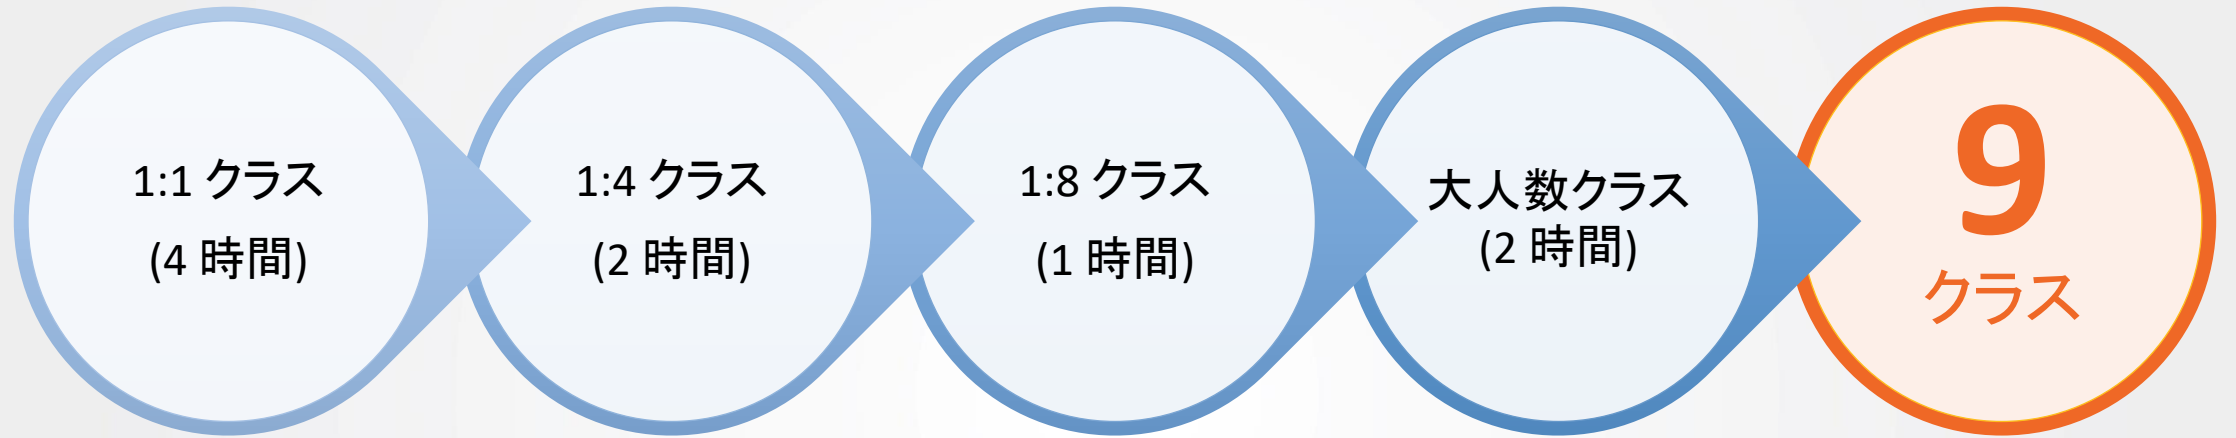 1:1 クラス
(4 時間)
1:4 クラス
(2 時間)
1:8 クラス
(1 時間)
大人数クラス
(2 時間)
9
クラス